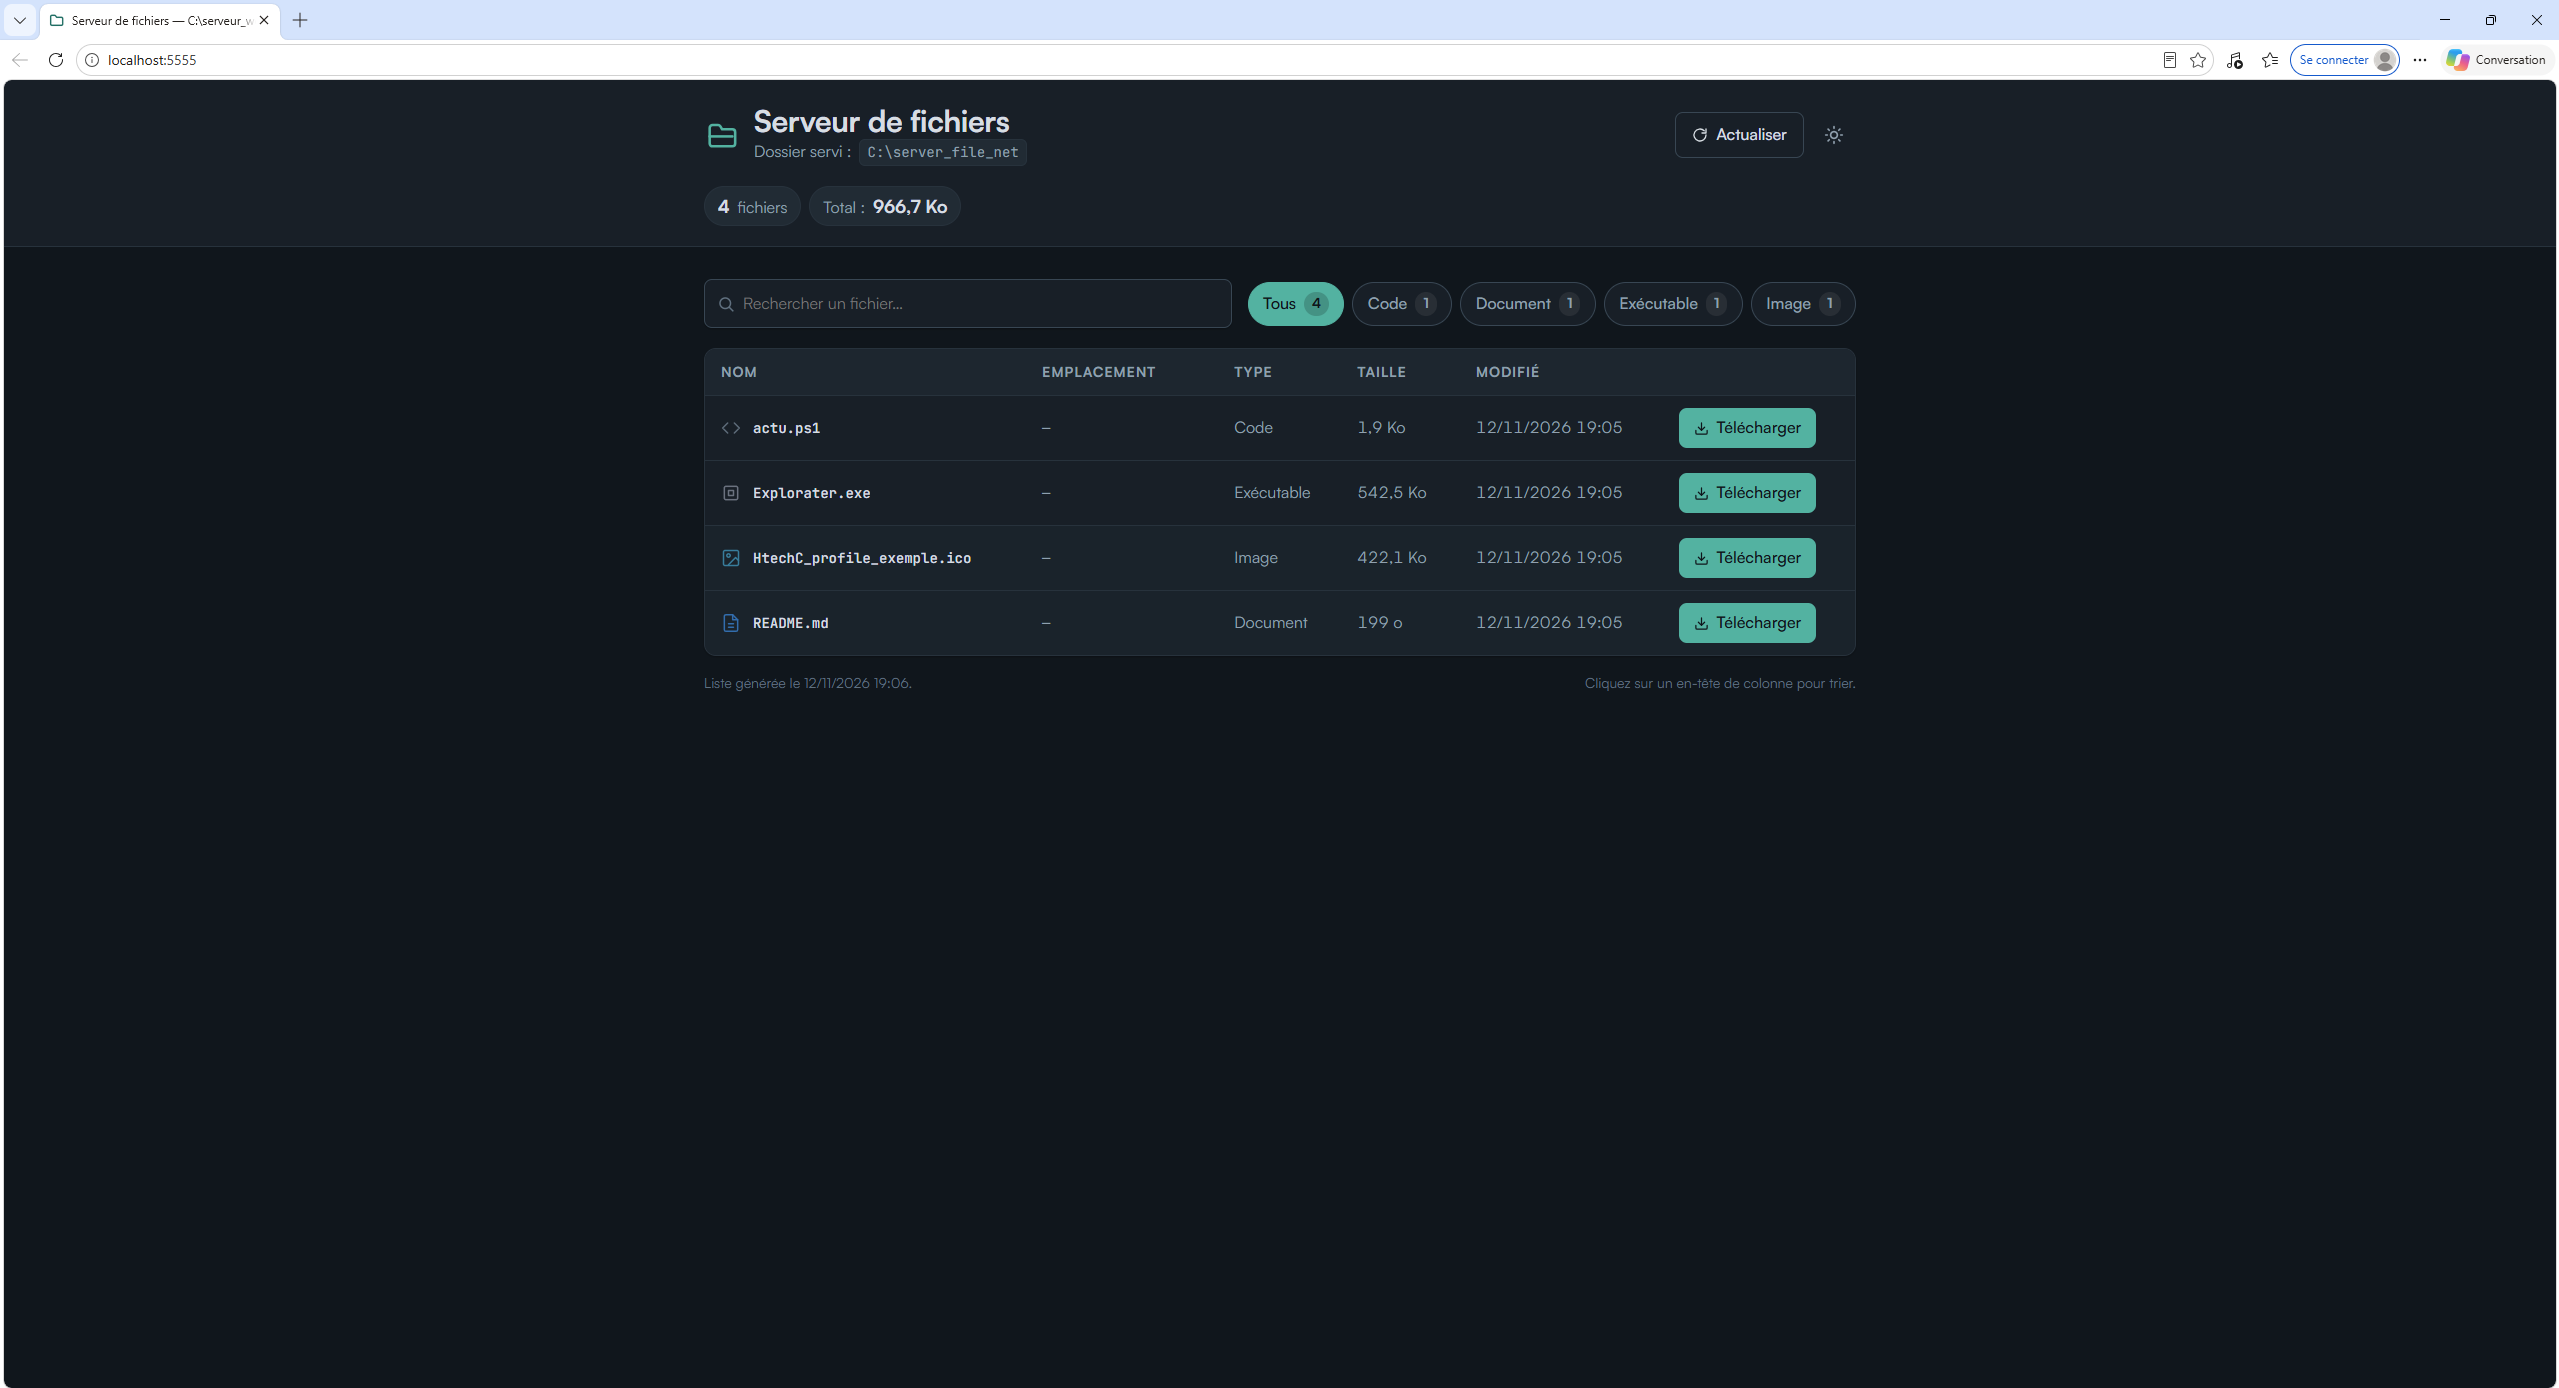 Serveur de fichiers — C:\serveur_w
localhost:5555
Se connecter
Conversation
Serveur de fichiers
Dossier servi : C:\server_file_net
Actualiser
4 fichiers
Total : 966,7 Ko
Rechercher un fichier...
Tous 4
Code 1
Document 1
Exécutable 1
Image 1
NOM EMPLACEMENT TYPE TAILLE MODIFIÉ
actu.ps1 — Code 1,9 Ko 12/11/2026 19:05 Télécharger
Explorater.exe — Exécutable 542,5 Ko 12/11/2026 19:05 Télécharger
HtechC_profile_exemple.ico — Image 422,1 Ko 12/11/2026 19:05 Télécharger
README.md — Document 199 o 12/11/2026 19:05 Télécharger
Liste générée le 12/11/2026 19:06.
Cliquez sur un en-tête de colonne pour trier.